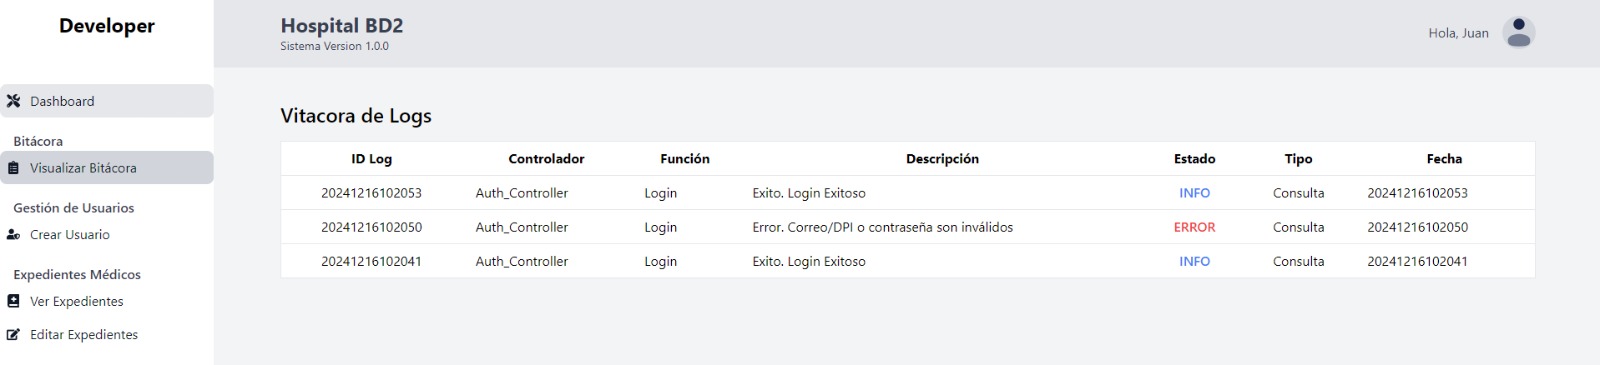 Developer
Hospital BD2
Sistema Version 1.0.0
Hola, Juan
Dashboard
Bitácora
Visualizar Bitácora
Gestión de Usuarios
Crear Usuario
Expedientes Médicos
Ver Expedientes
Editar Expedientes
Vitacora de Logs
ID Log Controlador Función Descripción Estado Tipo Fecha
20241216102053 Auth_Controller Login Exito. Login Exitoso INFO Consulta 20241216102053
20241216102050 Auth_Controller Login Error. Correo/DPI o contraseña son inválidos ERROR Consulta 20241216102050
20241216102041 Auth_Controller Login Exito. Login Exitoso INFO Consulta 20241216102041